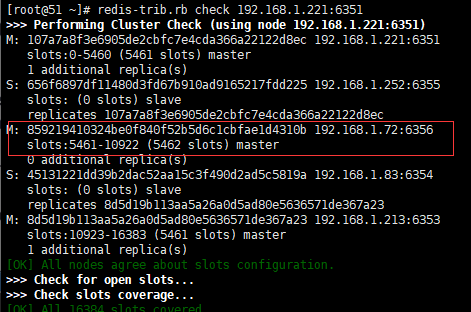 [root@51 ~]# redis-trib.rb check 192.168.1.221:6351
>>> Performing Cluster Check (using node 192.168.1.221:6351)
M: 107a7a8f3e6905de2cbfc7e4cda366a22122d8ec 192.168.1.221:6351
slots:0-5460 (5461 slots) master
1 additional replica(s)
S: 656f6897df11480d3fd67b910ad9165217fdd225 192.168.1.252:6355
slots: (0 slots) slave
replicates 107a7a8f3e6905de2cbfc7e4cda366a22122d8ec
M: 859219410324be0f840f52b5d6c1cbfae1d4310b 192.168.1.72:6356
slots:5461-10922 (5462 slots) master
0 additional replica(s)
S: 45131221dd39b2dac52aa15c3f490d2ad5c5819a 192.168.1.83:6354
slots: (0 slots) slave
replicates 8d5d19b113aa5a26a0d5ad80e5636571de367a23
M: 8d5d19b113aa5a26a0d5ad80e5636571de367a23 192.168.1.213:6353
slots:10923-16383 (5461 slots) master
1 additional replica(s)
[OK] All nodes agree about slots configuration.
>>> Check for open slots...
>>> Check slots coverage...
[OK] All 16384 slots covered